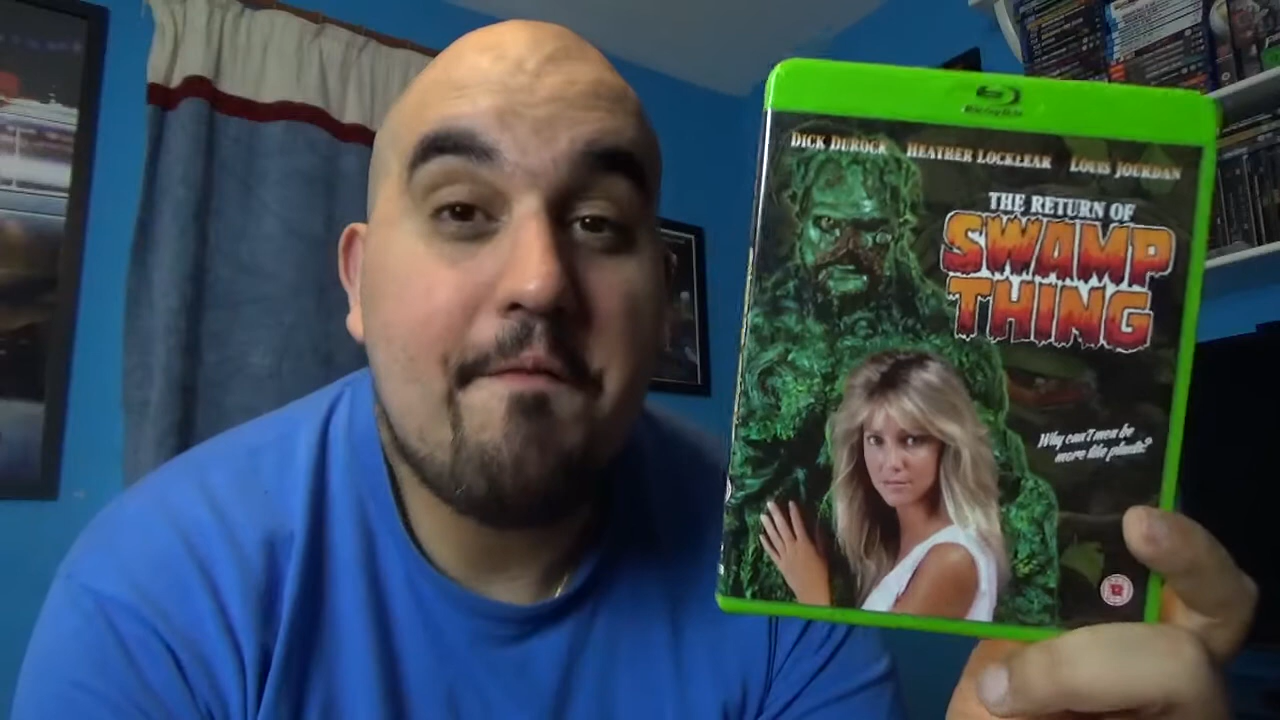 DICK DUROCK HEATHER LOCKLEAR LOUIS JOURDAN
THE RETURN OF
SWAMP
THING
Why can't men be
more like plants?